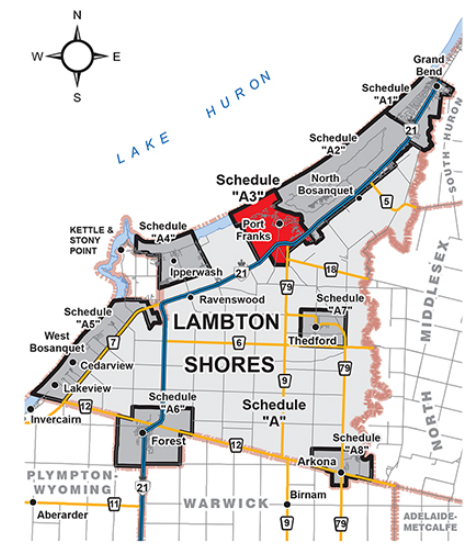 N
W
E
S
LAKE HURON
Grand
Bend
Schedule
"A1"
21
Schedule
"A2"
SOUTH HURON
North
Bosanquet
Schedule
"A3"
5
Port
Franks
KETTLE &
STONY
POINT
Schedule
"A4"
Ipperwash
21
18
79
Ravenswood
Schedule
"A7"
Schedule
"A5"
LAMBTON
SHORES
Thedford
West
Bosanquet
7
6
Cedarview
79
Lakeview
9
NORTH MIDDLESEX
Schedule
"A6"
Schedule
"A"
12
Invercairn
Forest
12
Schedule
"A8"
Arkona
PLYMPTON-
WYOMING
21
11
WARWICK
Birnam
Aberarder
9
79
ADELAIDE-
METCALFE